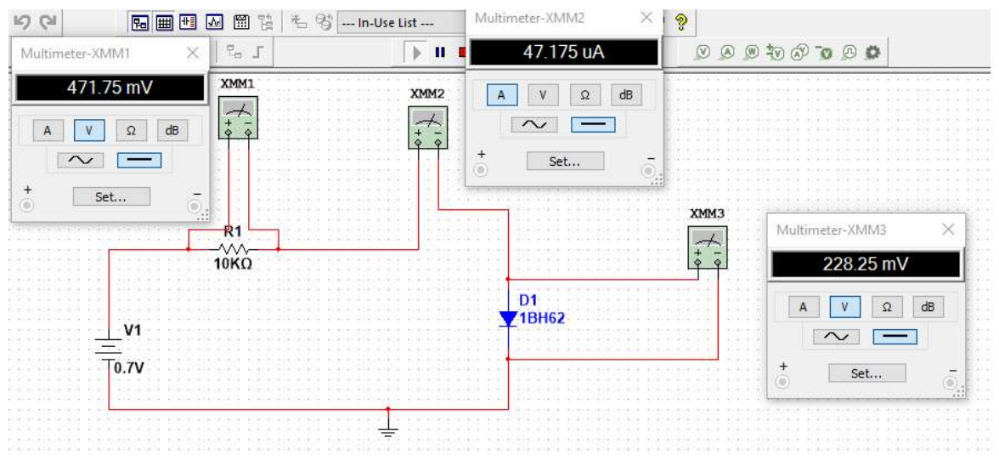 --- In-Use List ---
Multimeter-XMM1
471.75 mV
A V Ω dB
+ Set... -
Multimeter-XMM2
47.175 uA
A V Ω dB
+ Set... -
XMM1
+ -
XMM2
+ -
R1
10KΩ
V1
0.7V
D1
1BH62
XMM3
+ -
Multimeter-XMM3
228.25 mV
A V Ω dB
+ Set... -